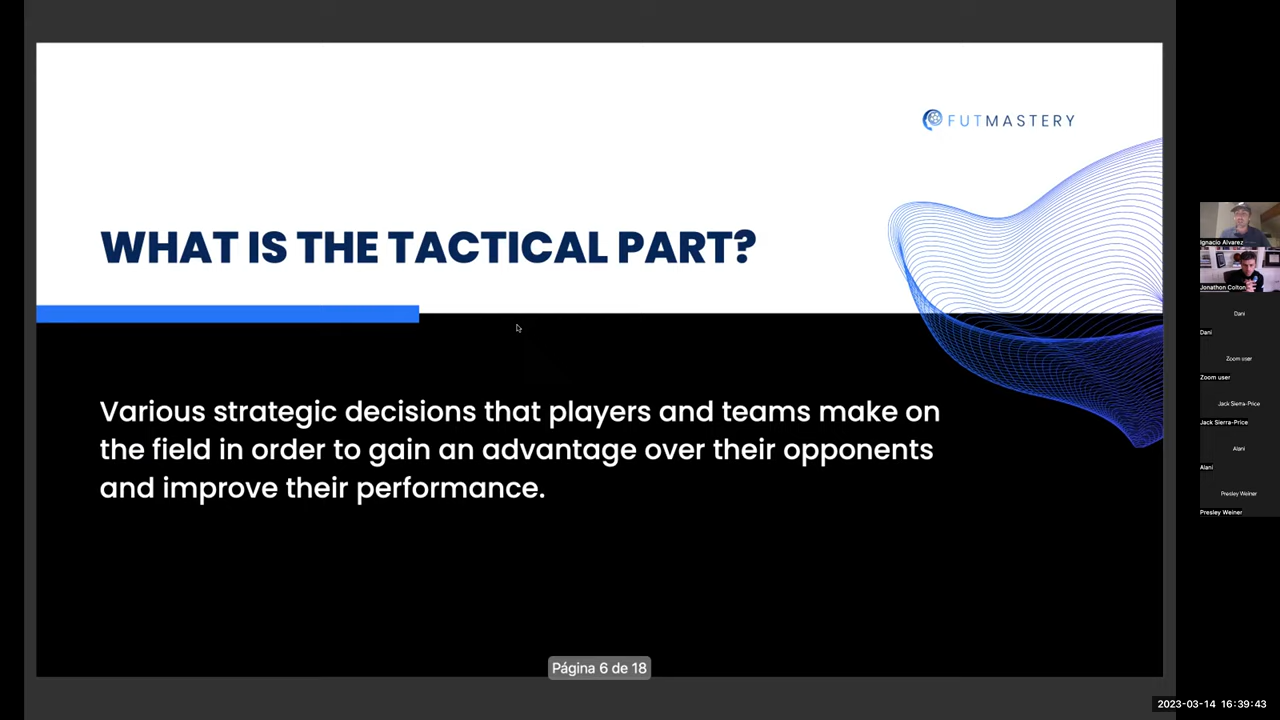 FUTMASTERY
WHAT IS THE TACTICAL PART?
Various strategic decisions that players and teams make on
the field in order to gain an advantage over their opponents
and improve their performance.
Página 6 de 18
Ignacio Alvarez
Jonathon Colton
Dani
Dani
Zoom user
Zoom user
Jack Sierra-Price
Jack Sierra-Price
Alani
Alani
Presley Weiner
Presley Weiner
2023-03-14 16:39:43